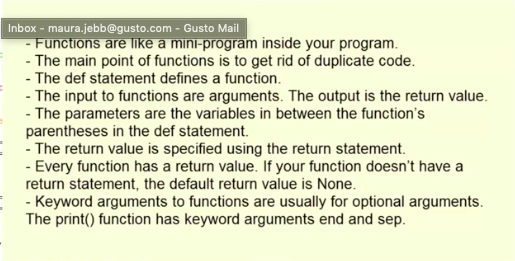 Inbox - maura.jebb@gusto.com - Gusto Mail
- Functions are like a mini-program inside your program.
- The main point of functions is to get rid of duplicate code.
- The def statement defines a function.
- The input to functions are arguments. The output is the return value.
- The parameters are the variables in between the function's
parentheses in the def statement.
- The return value is specified using the return statement.
- Every function has a return value. If your function doesn't have a
return statement, the default return value is None.
- Keyword arguments to functions are usually for optional arguments.
The print() function has keyword arguments end and sep.